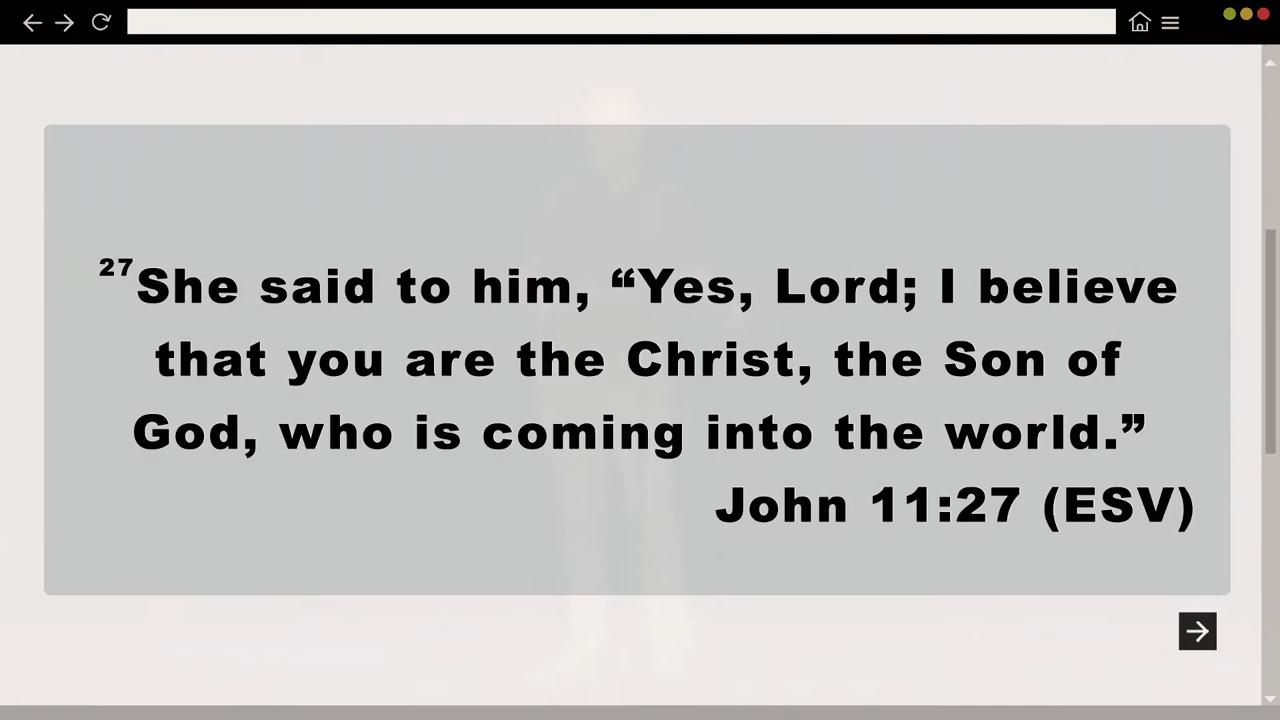 27She said to him, “Yes, Lord; I believe
that you are the Christ, the Son of
God, who is coming into the world.”
John 11:27 (ESV)